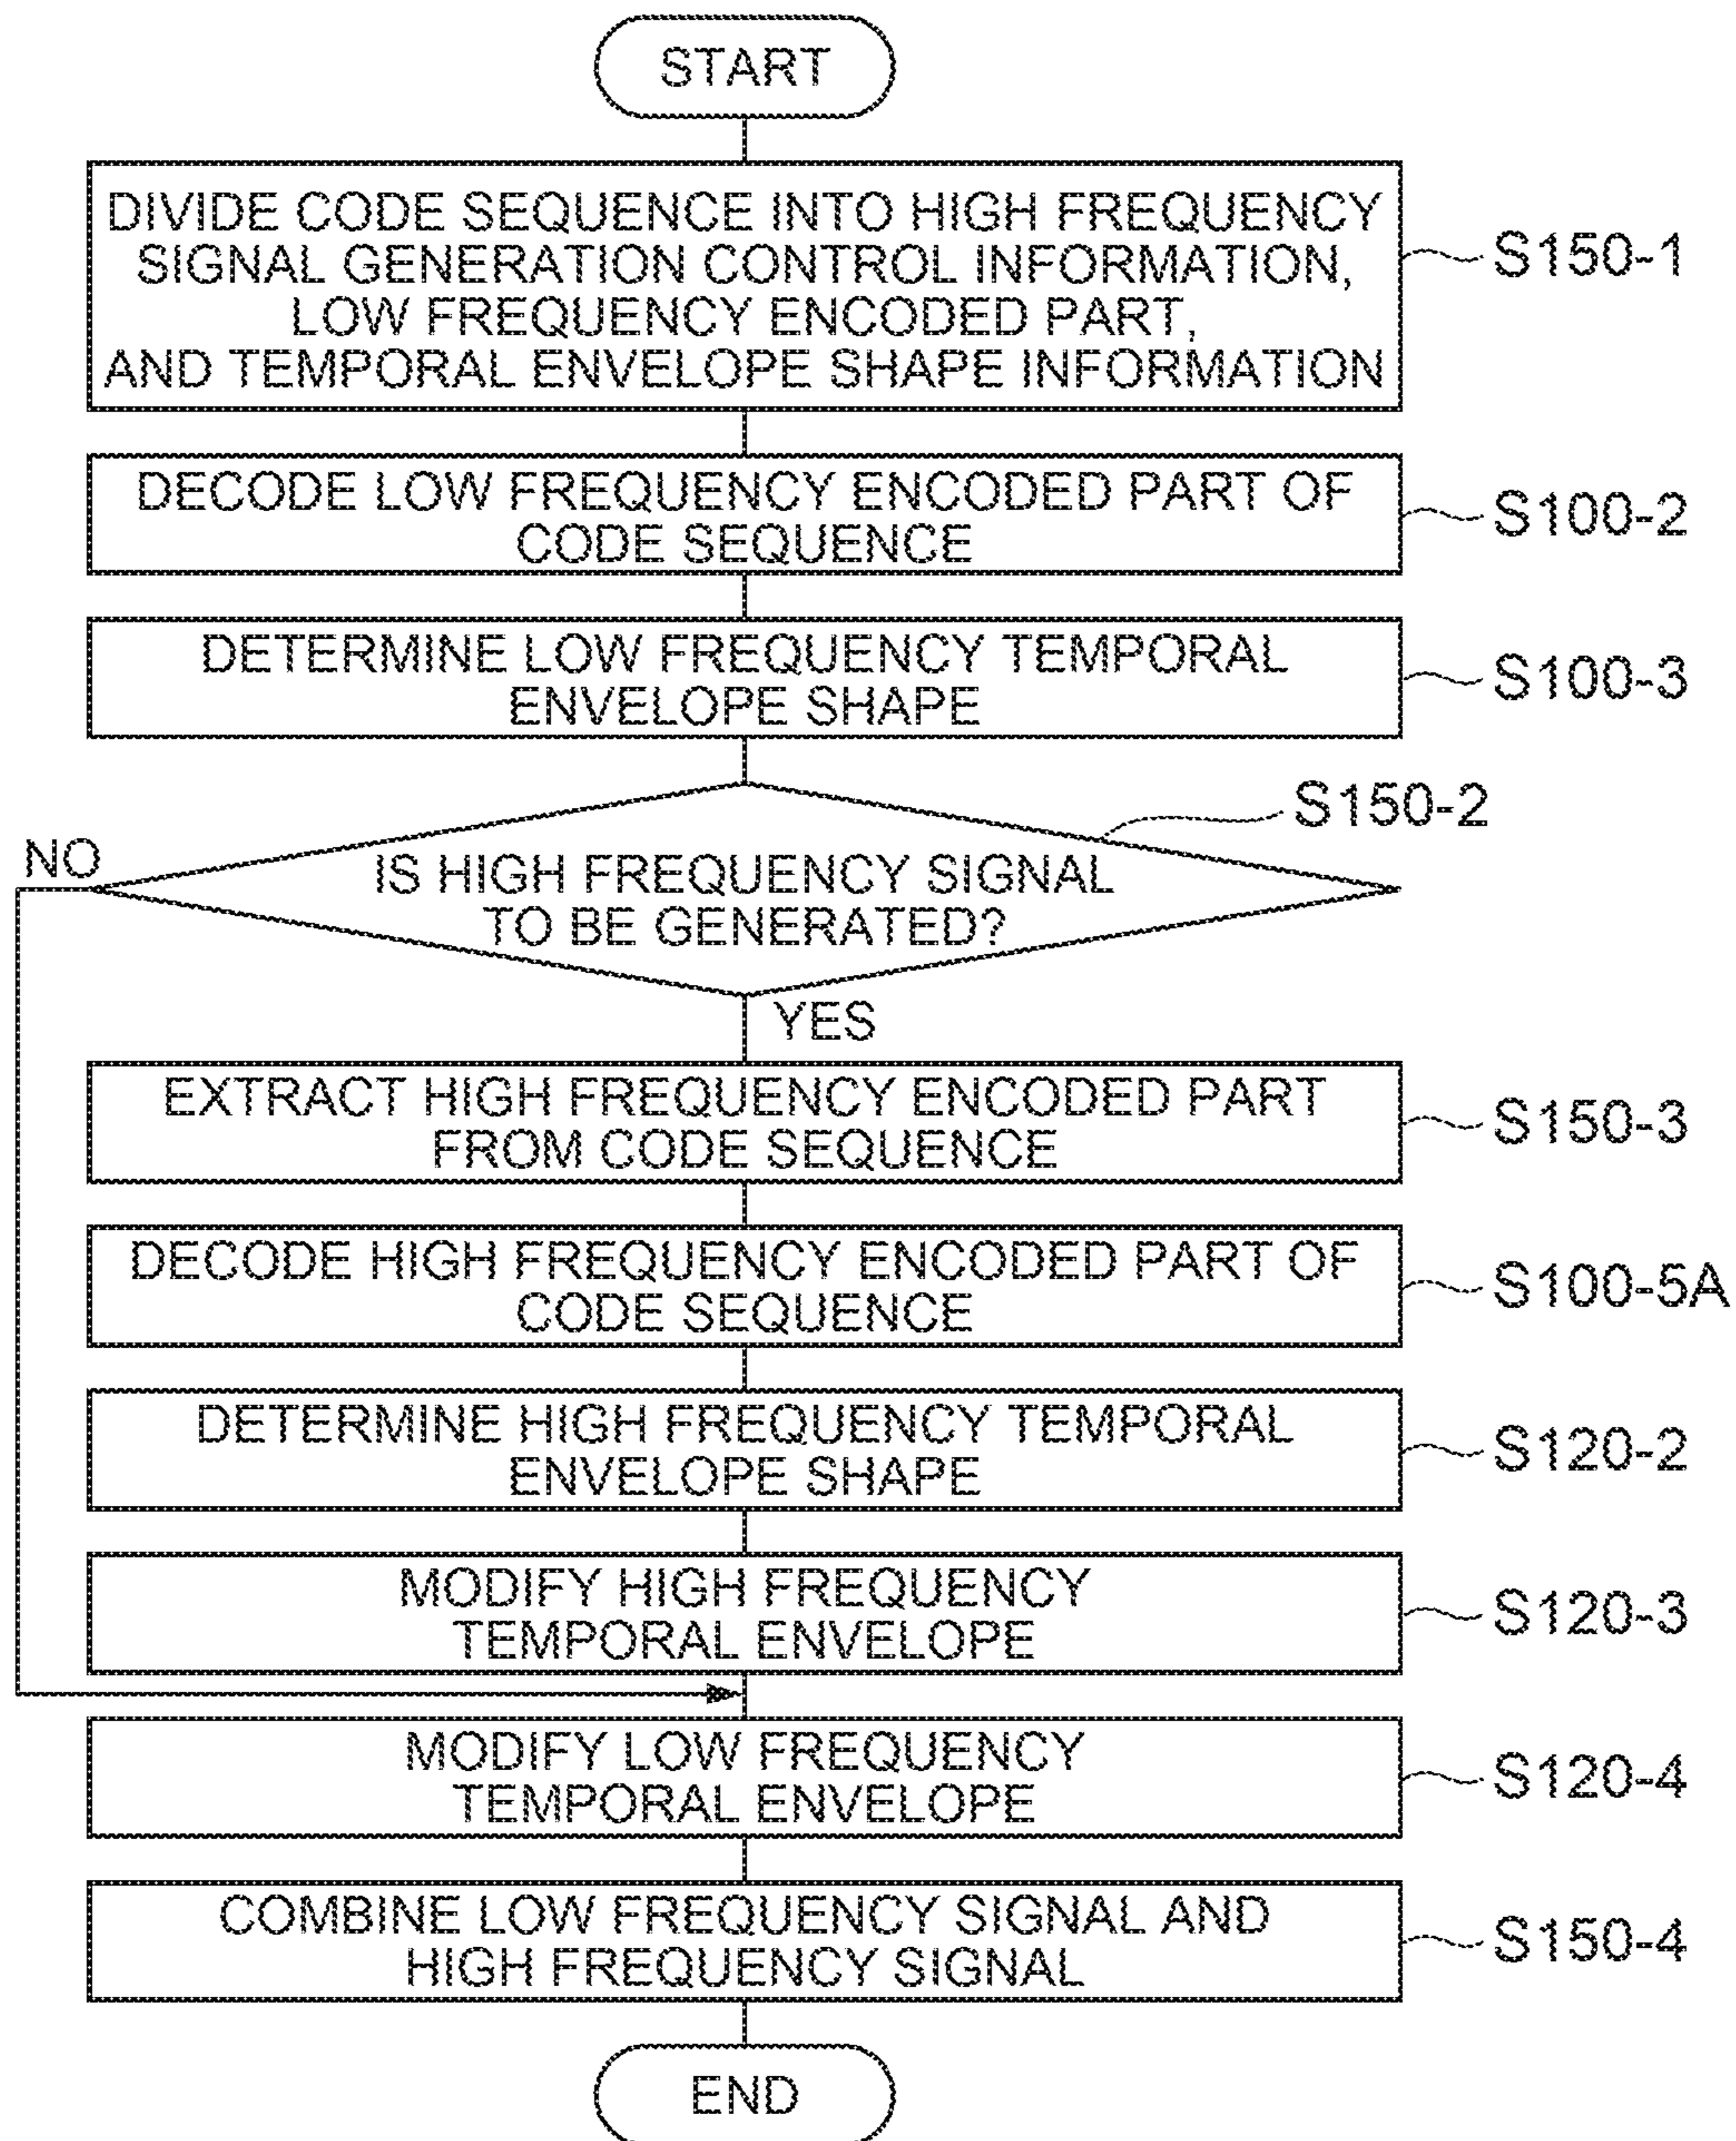 START
DIVIDE CODE SEQUENCE INTO HIGH FREQUENCY
SIGNAL GENERATION CONTROL INFORMATION,
LOW FREQUENCY ENCODED PART,
AND TEMPORAL ENVELOPE SHAPE INFORMATION
S150-1
DECODE LOW FREQUENCY ENCODED PART OF
CODE SEQUENCE
S100-2
DETERMINE LOW FREQUENCY TEMPORAL
ENVELOPE SHAPE
S100-3
S150-2
NO
IS HIGH FREQUENCY SIGNAL
TO BE GENERATED?
YES
EXTRACT HIGH FREQUENCY ENCODED PART
FROM CODE SEQUENCE
S150-3
DECODE HIGH FREQUENCY ENCODED PART OF
CODE SEQUENCE
S100-5A
DETERMINE HIGH FREQUENCY TEMPORAL
ENVELOPE SHAPE
S120-2
MODIFY HIGH FREQUENCY
TEMPORAL ENVELOPE
S120-3
MODIFY LOW FREQUENCY
TEMPORAL ENVELOPE
S120-4
COMBINE LOW FREQUENCY SIGNAL AND
HIGH FREQUENCY SIGNAL
S150-4
END